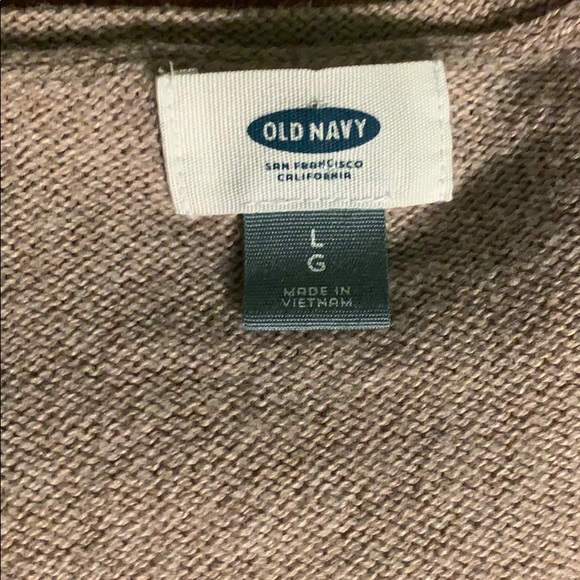 OLD NAVY
SAN FRANCISCO
CALIFORNIA
L
G
MADE IN
VIETNAM